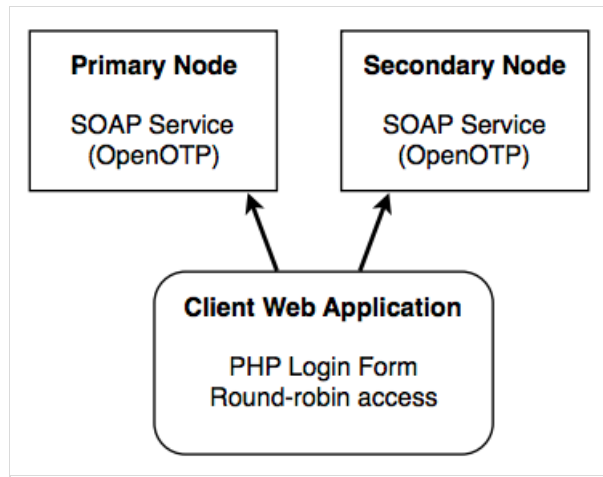 Primary Node
SOAP Service
(OpenOTP)
Secondary Node
SOAP Service
(OpenOTP)
Client Web Application
PHP Login Form
Round-robin access